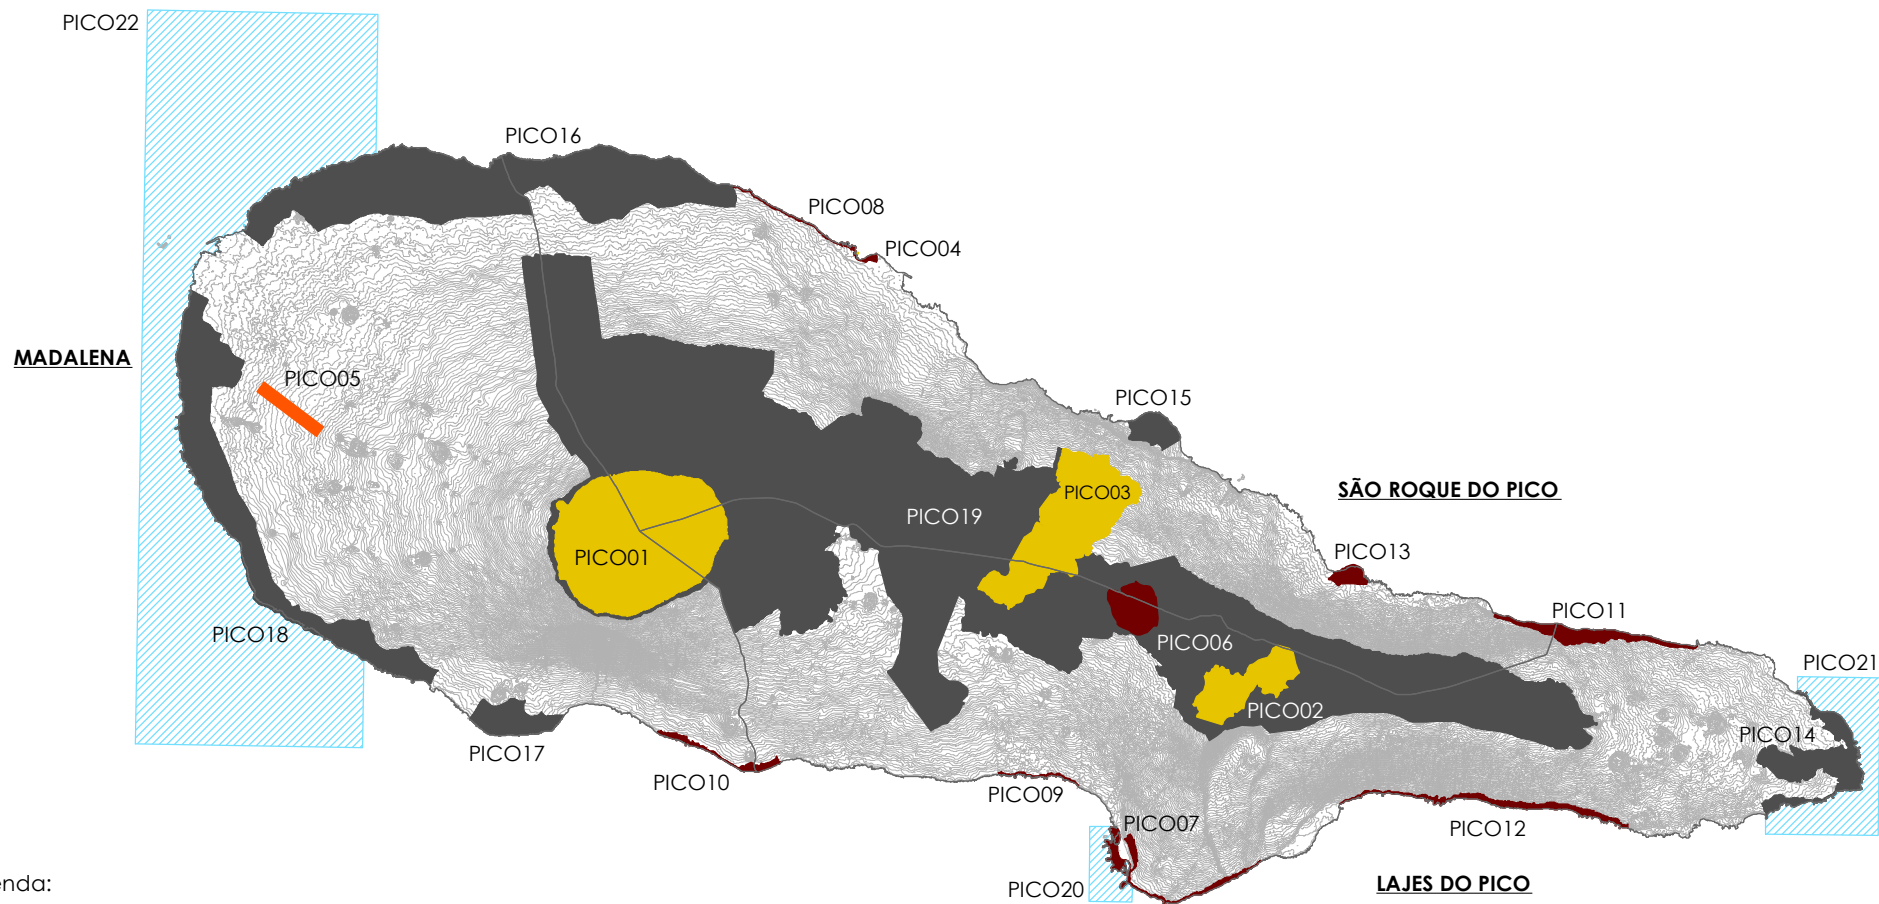 PICO22
PICO16
PICO08
PICO04
MADALENA
PICO05
PICO15
PICO03
SÃO ROQUE DO PICO
PICO19
PICO01
PICO13
PICO11
PICO18
PICO06
PICO21
PICO02
PICO17
PICO14
PICO10
PICO09
PICO07
PICO12
PICO20
LAJES DO PICO
enda: